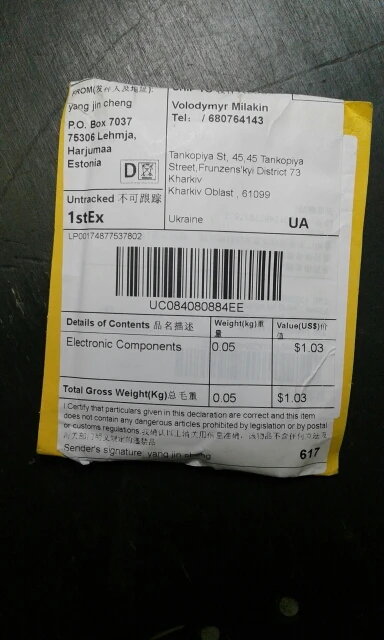 FROM(发件人及地址):
yang jin cheng
P.O. Box 7037
75306 Lehmja,
Harjumaa
Estonia
D
Untracked 不可跟踪
1stEx
Volodymyr Milakin
Tel: / 680764143
Tankopiya St, 45,45 Tankopiya
Street,Frunzens'kyi District 73
Kharkiv
Kharkiv Oblast , 61099
Ukraine
UA
LP00174877537802
UC084080884EE
Details of Contents 品名描述 Weight(kg)重量 Value(US$)价值
Electronic Components 0.05 $1.03
Total Gross Weight(Kg)总毛重 0.05 $1.03
I Certify that particulars given in this declaration are correct and this item
does not contain any dangerous articles prohibited by legislation or by postal
or customs regulations.
Sender's signature: yang jin cheng
617